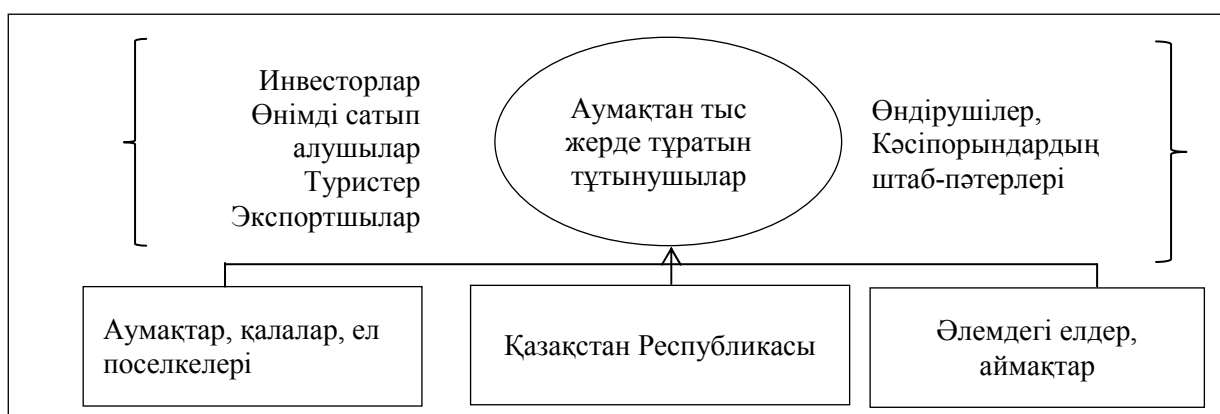 Инвесторлар
Өнімді сатып
алушылар
Туристер
Экспортшылар
Аумақтан тыс
жерде тұратын
тұтынушылар
Өндірушілер,
Кәсіпорындардың
штаб-пәтерлері
Аумақтар, қалалар, ел
поселкелері
Қазақстан Республикасы
Әлемдегі елдер,
аймақтар